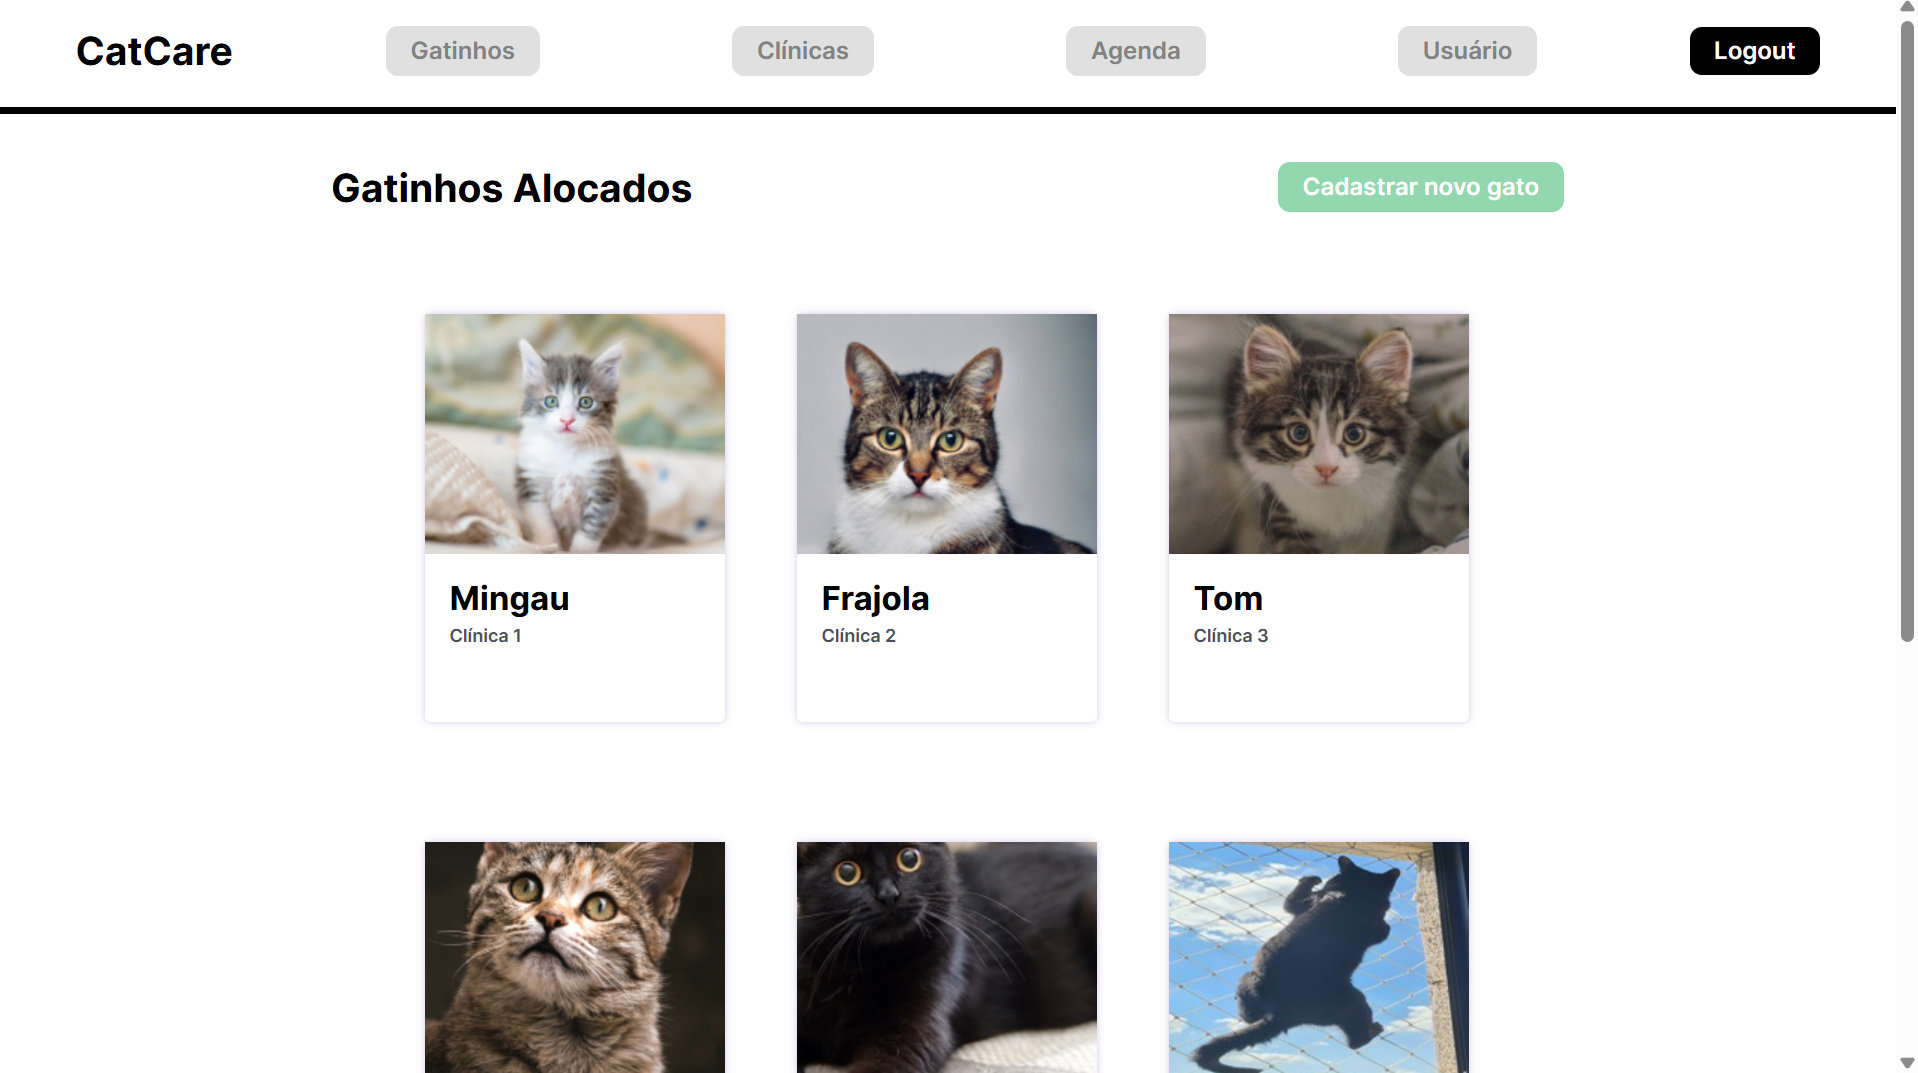 CatCare
Gatinhos
Clínicas
Agenda
Usuário
Logout
Gatinhos Alocados
Cadastrar novo gato
Mingau
Clínica 1
Frajola
Clínica 2
Tom
Clínica 3